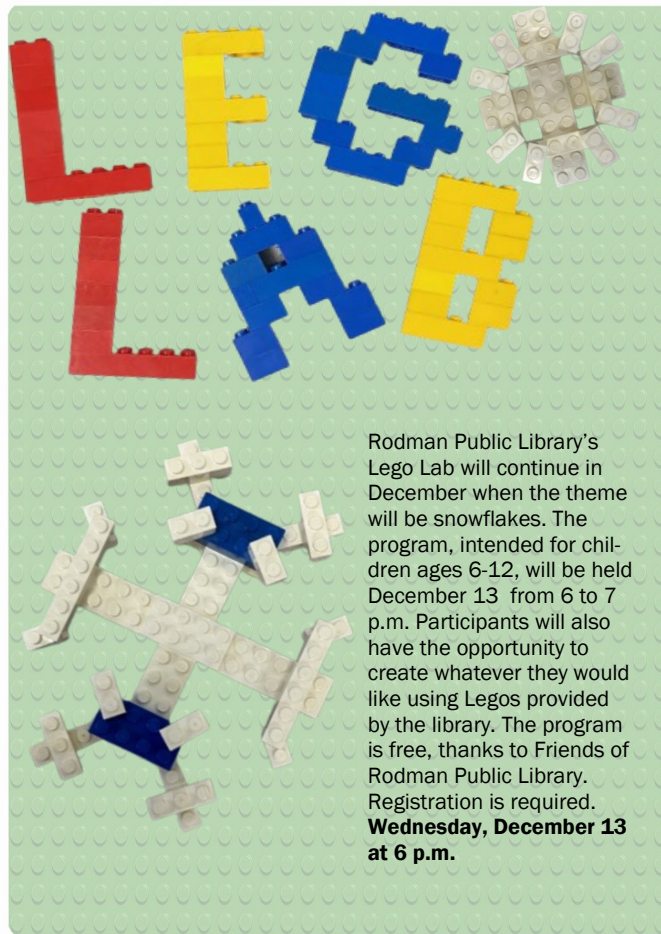 LEGO
LAB
Rodman Public Library's
Lego Lab will continue in
December when the theme
will be snowflakes. The
program, intended for chil-
dren ages 6-12, will be held
December 13 from 6 to 7
p.m. Participants will also
have the opportunity to
create whatever they would
like using Legos provided
by the library. The program
is free, thanks to Friends of
Rodman Public Library.
Registration is required.
Wednesday, December 13
at 6 p.m.